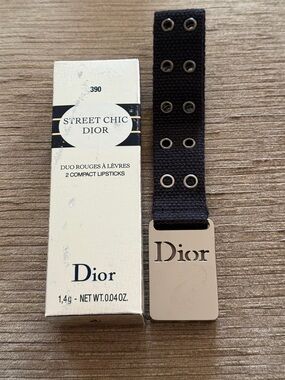 390
STREET CHIC
DIOR
DUO ROUGES À LÈVRES
2 COMPACT LIPSTICKS
Dior
1,4g - NET WT. 0.04 OZ.
Dior